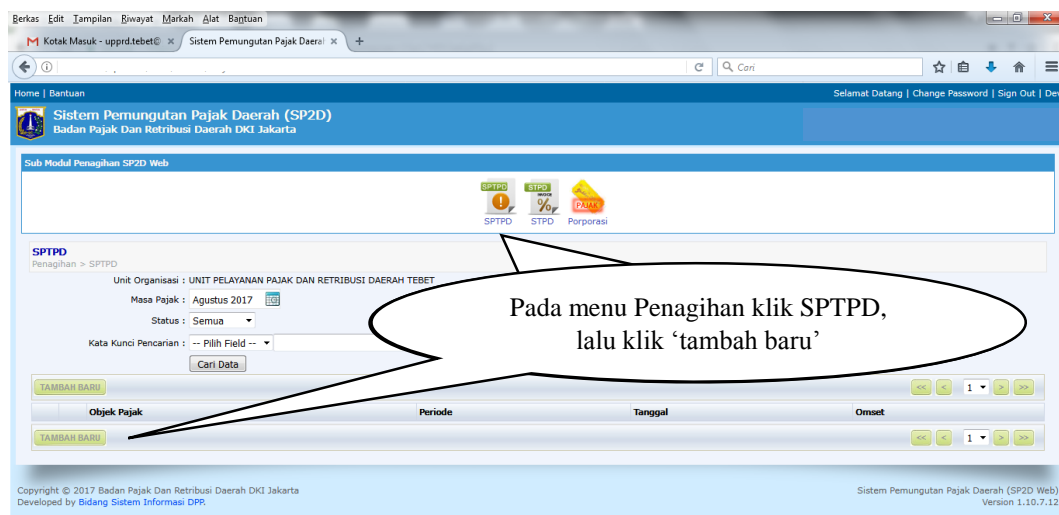 Berkas Edit Tampilan Riwayat Markah Alat Bantuan
Kotak Masuk - upprd.tebet@ × Sistem Pemungutan Pajak Daerah × +
Cari
Home | Bantuan Selamat Datang | Change Password | Sign Out | Dev
Sistem Pemungutan Pajak Daerah (SP2D)
Badan Pajak Dan Retribusi Daerah DKI Jakarta
Sub Modul Penagihan SP2D Web
SPTPD STPD
PAJAK
SPTPD STPD Porporasi
SPTPD
Penagihan > SPTPD
Unit Organisasi : UNIT PELAYANAN PAJAK DAN RETRIBUSI DAERAH TEBET
Masa Pajak : Agustus 2017
Status : Semua
Kata Kunci Pencarian : -- Pilih Field --
Cari Data
Pada menu Penagihan klik SPTPD,
lalu klik ‘tambah baru’
TAMBAH BARU << < 1 > >>
Objek Pajak Periode Tanggal Omset
TAMBAH BARU << < 1 > >>
Copyright © 2017 Badan Pajak Dan Retribusi Daerah DKI Jakarta Sistem Pemungutan Pajak Daerah (SP2D Web)
Developed by Bidang Sistem Informasi DPP. Version 1.10.7.12